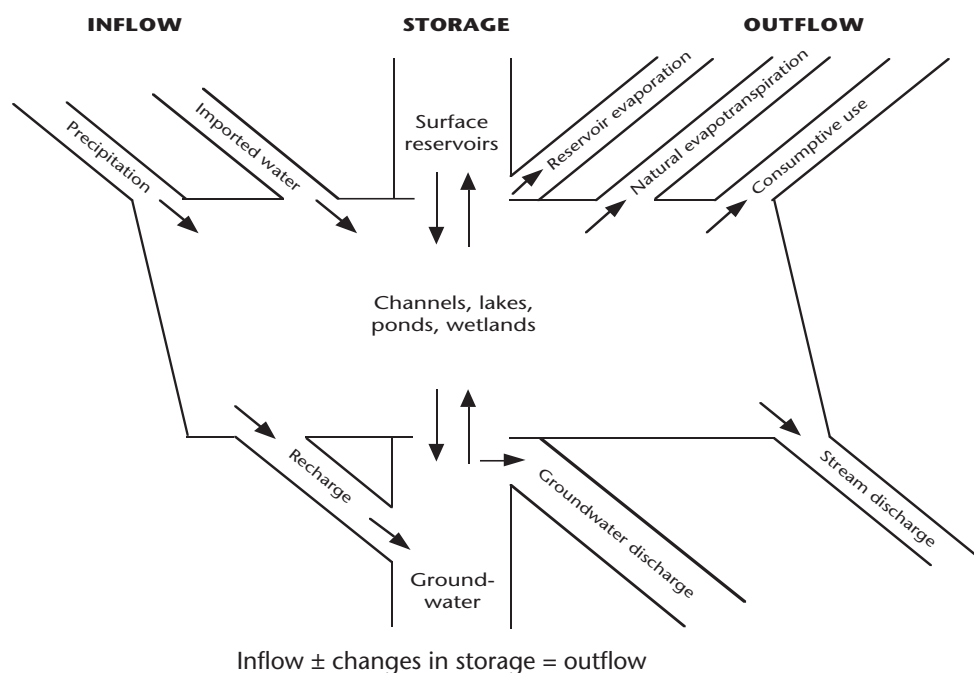 INFLOW
STORAGE
OUTFLOW
Precipitation
Imported water
Surface
reservoirs
Reservoir evaporation
Natural evapotranspiration
Consumptive use
Channels, lakes,
ponds, wetlands
Recharge
Ground-
water
Groundwater discharge
Stream discharge
Inflow ± changes in storage = outflow